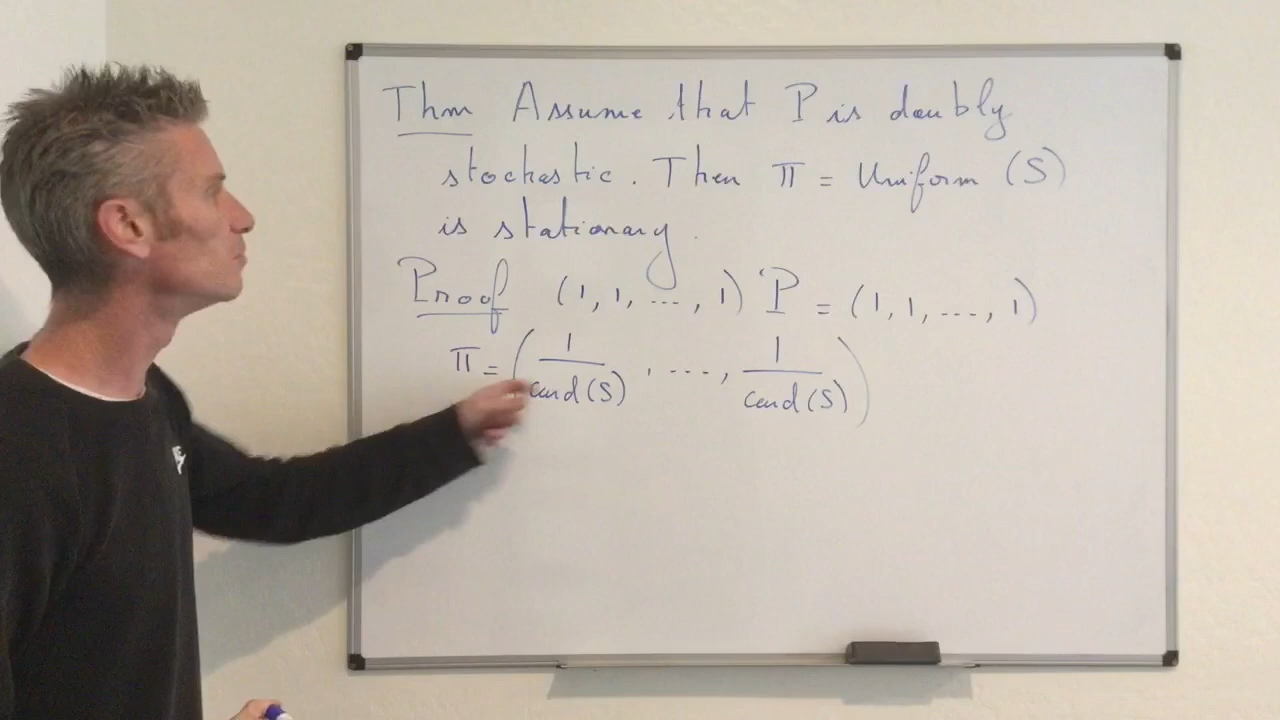 Thm Assume that P is doubly
stochastic. Then π = Uniform (S)
is stationary.
Proof (1, 1, ..., 1) P = (1, 1, ..., 1)
π = (1/card(S), ..., 1/card(S))